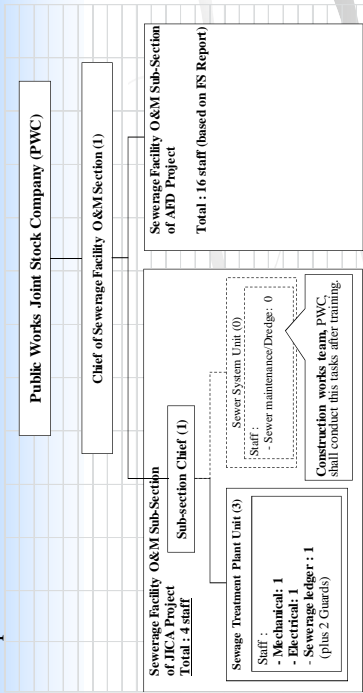 Public Works Joint Stock Company (PWC)
Chief of Sewerage Facility O&M Section (1)
Sewerage Facility O&M Sub-Section
of JICA Project
Total : 4 staff
Sub-section Chief (1)
Sewage Treatment Plant Unit (3)
Staff :
- Mechanical: 1
- Electrical: 1
- Sewerage ledger : 1
(plus 2 Guards)
Sewer System Unit (0)
Staff :
- Sewer maintenance/Dredge: 0
Construction works team, PWC,
shall conduct this tasks after training.
Sewerage Facility O&M Sub-Section
of AFD Project
Total : 16 staff (based on FS Report)